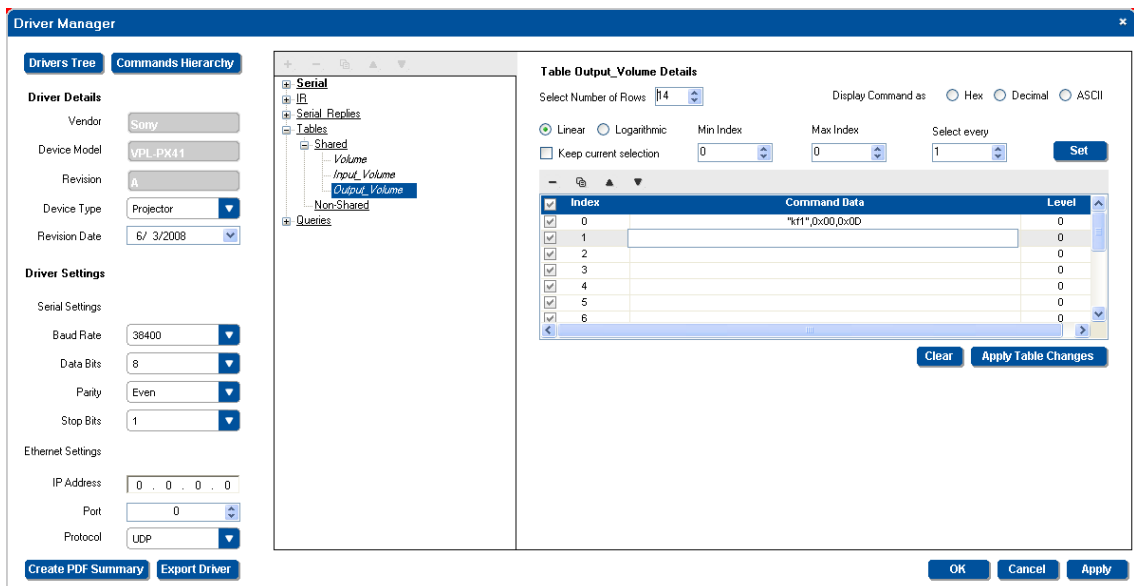 Driver Manager
Drivers Tree Commands Hierarchy
Driver Details
Vendor Sony
Device Model VPL-PX41
Revision A
Device Type Projector
Revision Date 6/ 3/2008
Driver Settings
Serial Settings
Baud Rate 38400
Data Bits 8
Parity Even
Stop Bits 1
Ethernet Settings
IP Address 0 . 0 . 0 . 0
Port 0
Protocol UDP
Create PDF Summary Export Driver
Serial
IR
Serial Replies
Tables
Shared
Volume
Input_Volume
Output_Volume
Non-Shared
Queries
Table Output_Volume Details
Select Number of Rows 14 Display Command as Hex Decimal ASCII
Linear Logarithmic Min Index Max Index Select every
Keep current selection 0 0 1 Set
Index Command Data Level
0 "kf1",0x00,0x0D 0
1 0
2 0
3 0
4 0
5 0
6 0
Clear Apply Table Changes
OK Cancel Apply